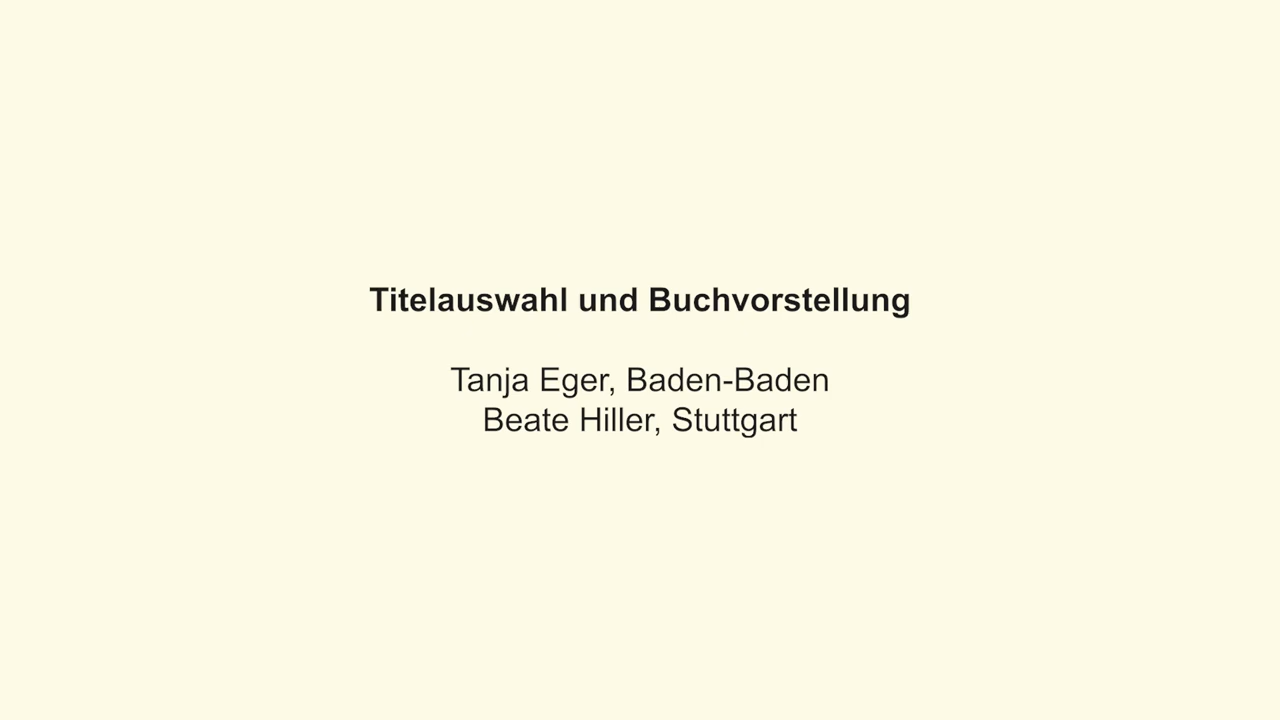 Titelauswahl und Buchvorstellung
Tanja Eger, Baden-Baden
Beate Hiller, Stuttgart